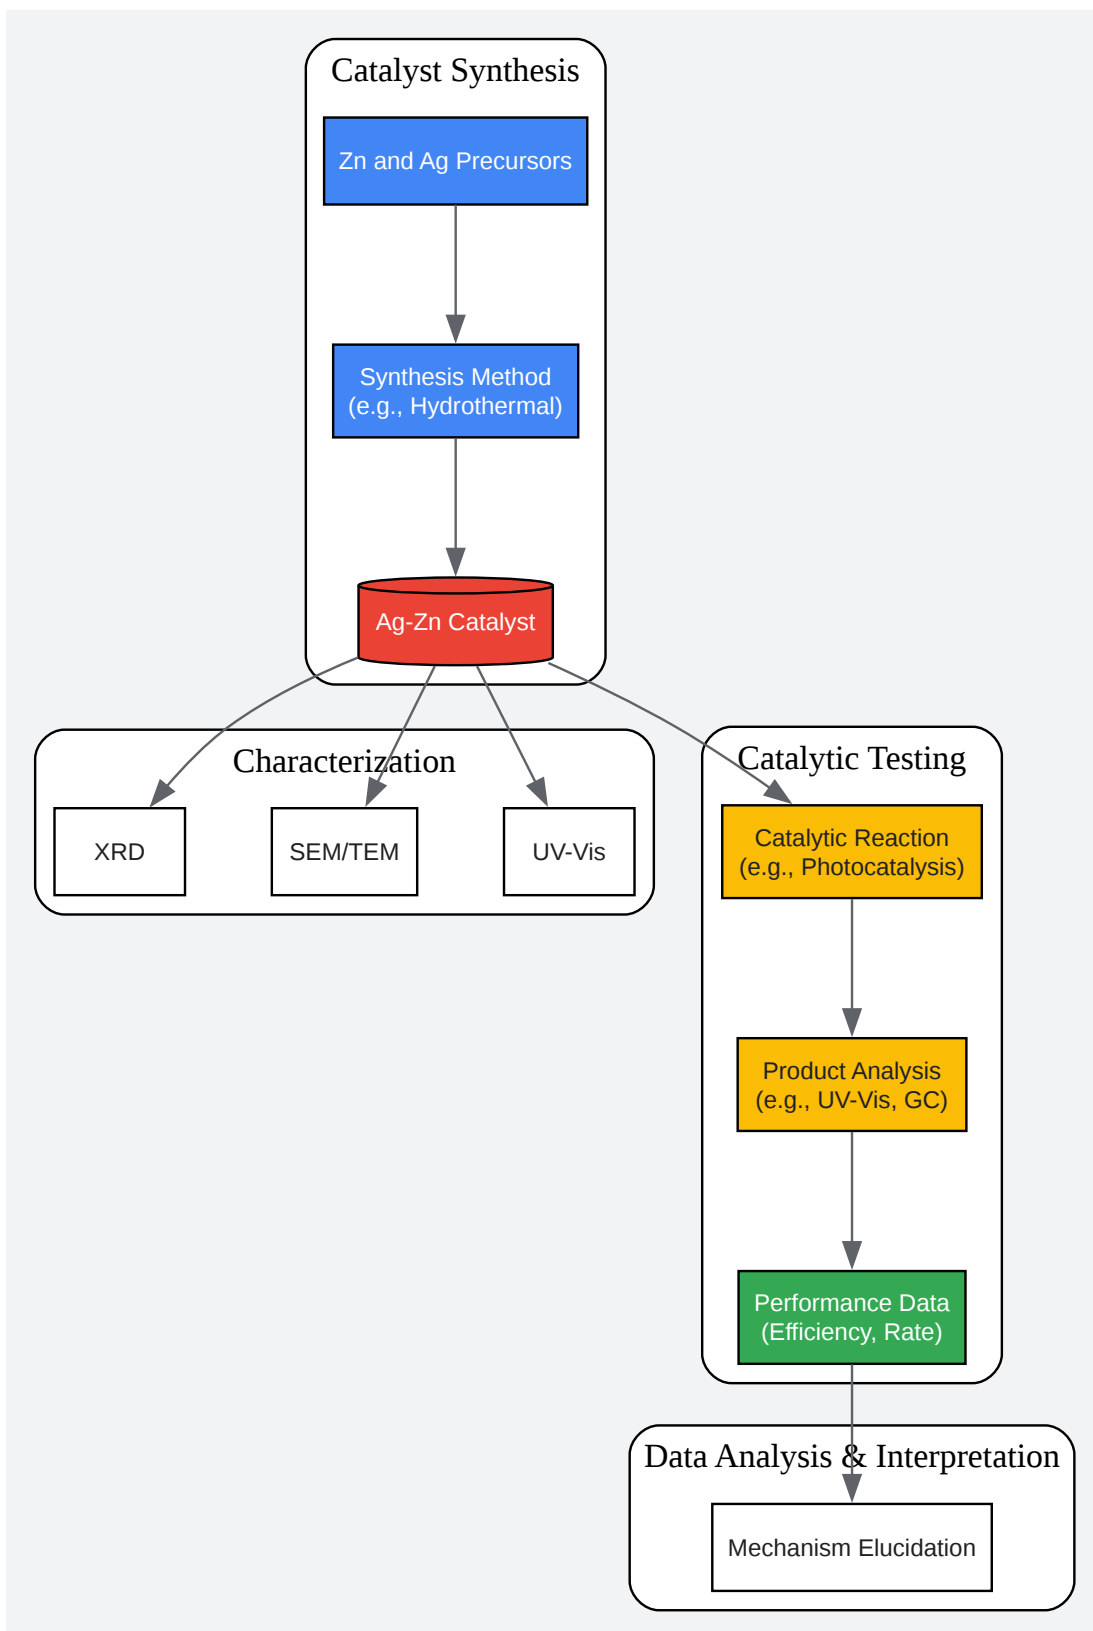 Catalyst Synthesis
Zn and Ag Precursors
Synthesis Method
(e.g., Hydrothermal)
Ag-Zn Catalyst
Characterization
XRD
SEM/TEM
UV-Vis
Catalytic Testing
Catalytic Reaction
(e.g., Photocatalysis)
Product Analysis
(e.g., UV-Vis, GC)
Performance Data
(Efficiency, Rate)
Data Analysis & Interpretation
Mechanism Elucidation